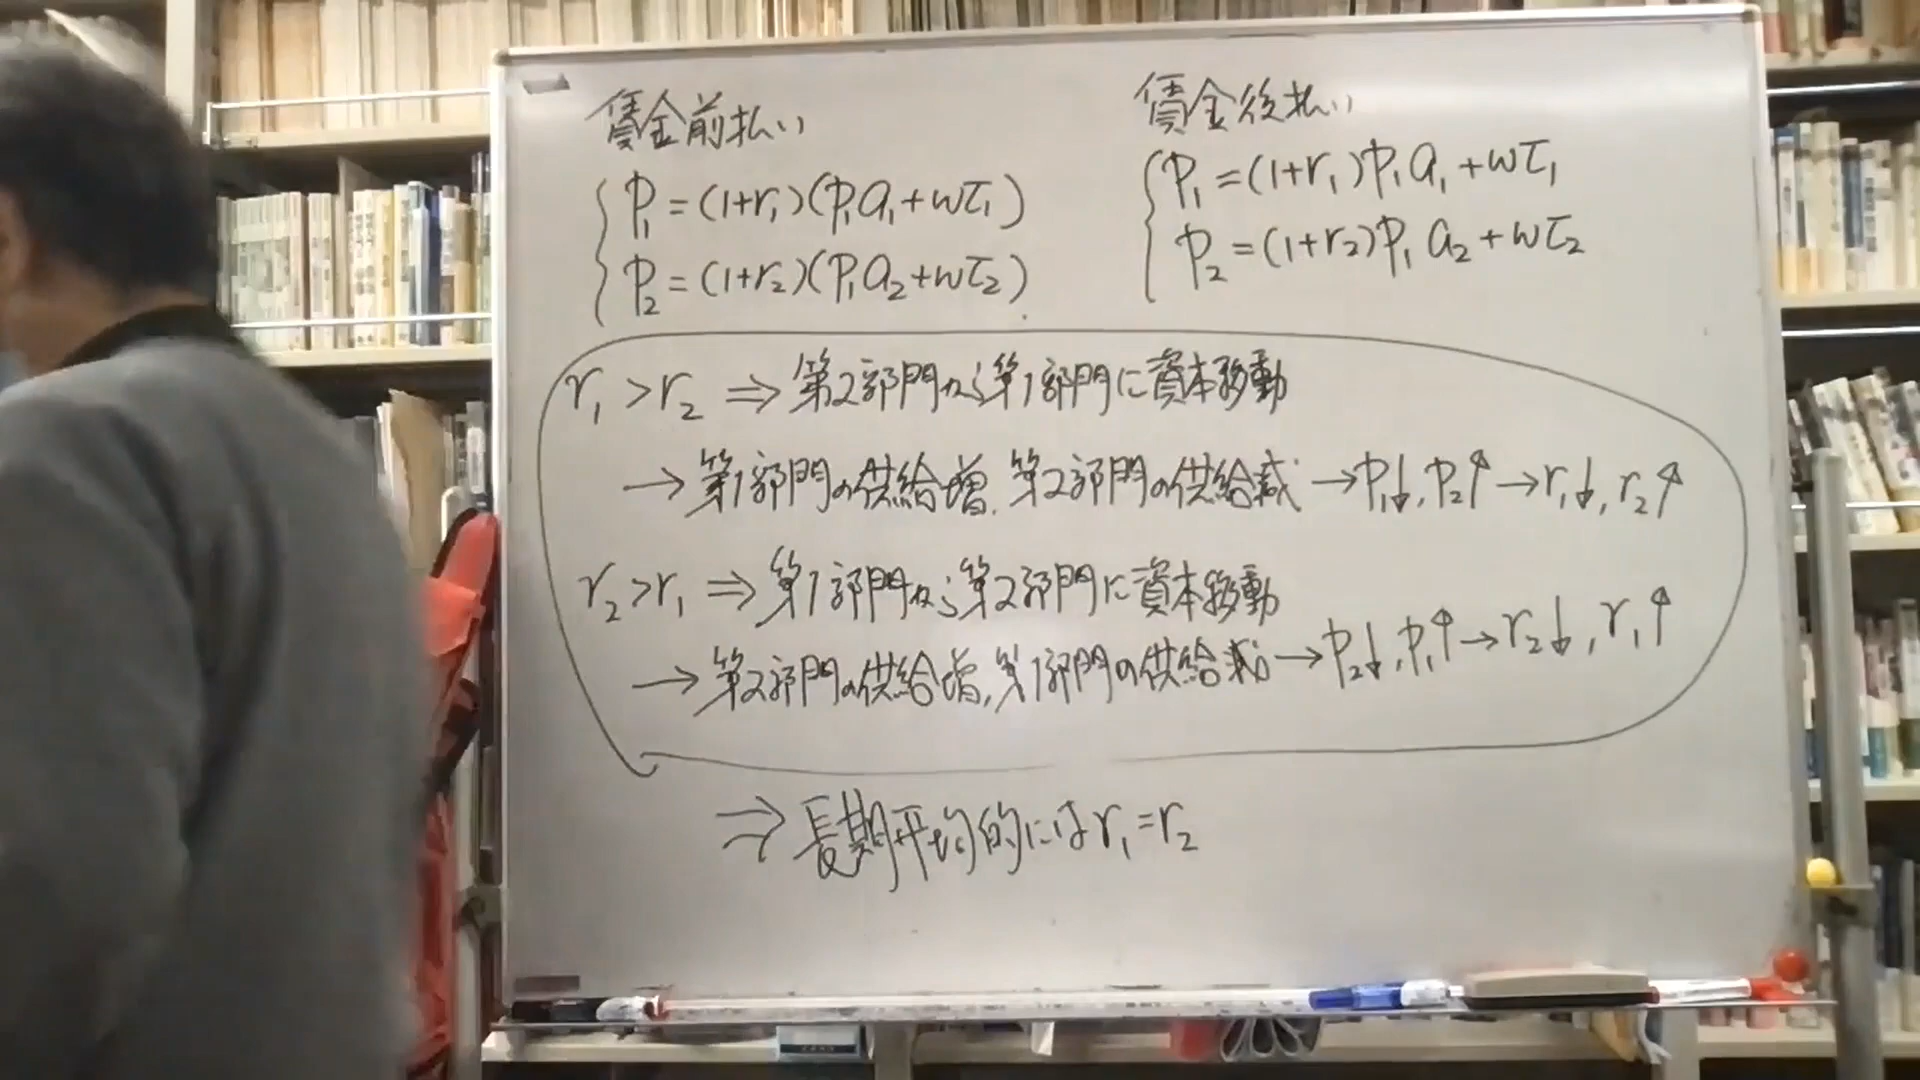 賃金前払い
p₁=(1+r₁)(p₁a₁+wτ₁)
p₂=(1+r₂)(p₁a₂+wτ₂)
賃金後払い
p₁=(1+r₁)p₁a₁+wτ₁
p₂=(1+r₂)p₁a₂+wτ₂
r₁>r₂ ⇒ 第2部門から第1部門に資本移動
→第1部門の供給増,第2部門の供給減→p₁↓,p₂↑→r₁↓,r₂↑
r₂>r₁ ⇒ 第1部門から第2部門に資本移動
→第2部門の供給増,第1部門の供給減→p₂↓,p₁↑→r₂↓,r₁↑
⇒長期平均的にはr₁=r₂